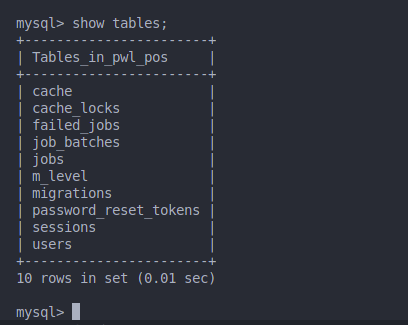 mysql> show tables;
+-----------------------+
| Tables_in_pwl_pos     |
+-----------------------+
| cache                 |
| cache_locks           |
| failed_jobs           |
| job_batches           |
| jobs                  |
| m_level               |
| migrations            |
| password_reset_tokens |
| sessions              |
| users                 |
+-----------------------+
10 rows in set (0.01 sec)
mysql>